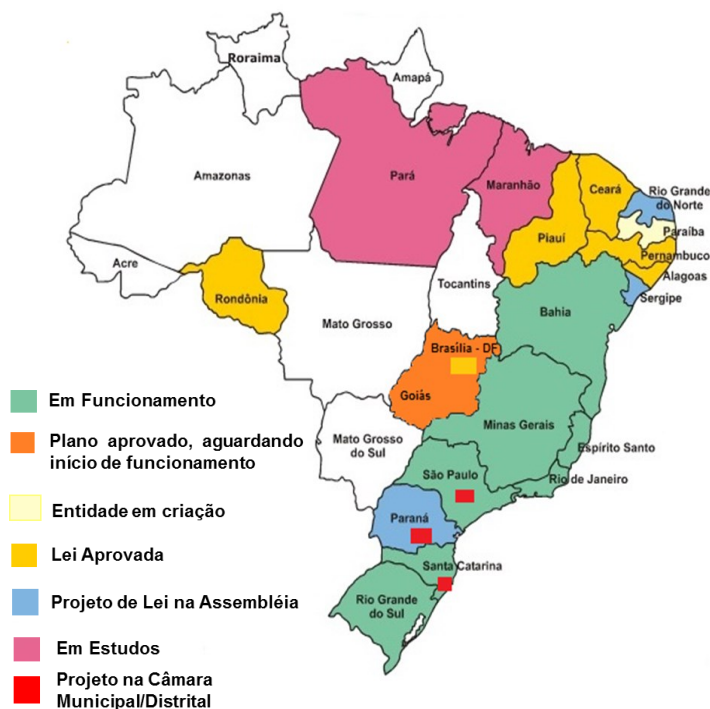 Roraima
Amapá
Amazonas
Pará
Maranhão
Ceará
Rio Grande
do Norte
Paraíba
Piauí
Pernambuco
Alagoas
Sergipe
Acre
Rondônia
Tocantins
Mato Grosso
Bahia
Brasília - DF
Goiás
Minas Gerais
Mato Grosso
do Sul
Espírito Santo
São Paulo
Rio de Janeiro
Paraná
Santa Catarina
Rio Grande
do Sul
Em Funcionamento
Plano aprovado, aguardando
início de funcionamento
Entidade em criação
Lei Aprovada
Projeto de Lei na Assembléia
Em Estudos
Projeto na Câmara
Municipal/Distrital